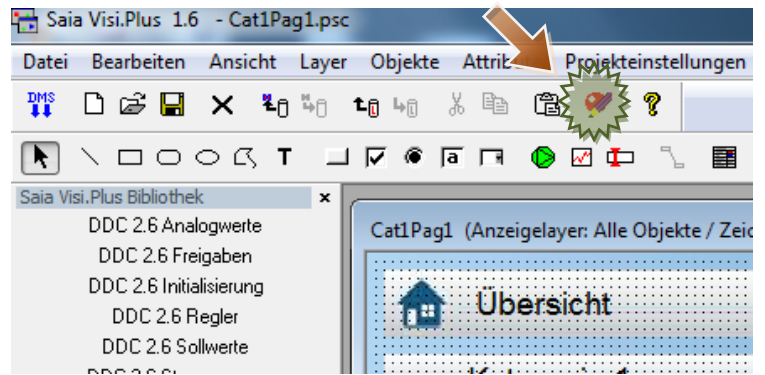 Saia Visi.Plus 1.6 - Cat1Pag1.psc
Datei Bearbeiten Ansicht Layer Objekte Projekteinstellungen
DMS
T
a
Saia Visi.Plus Bibliothek x
DDC 2.6 Analogwerte
Cat1Pag1 (Anzeigelayer: Alle Objekte / Zeic
DDC 2.6 Freigaben
DDC 2.6 Initialisierung
Übersicht
DDC 2.6 Regler
DDC 2.6 Sollwerte